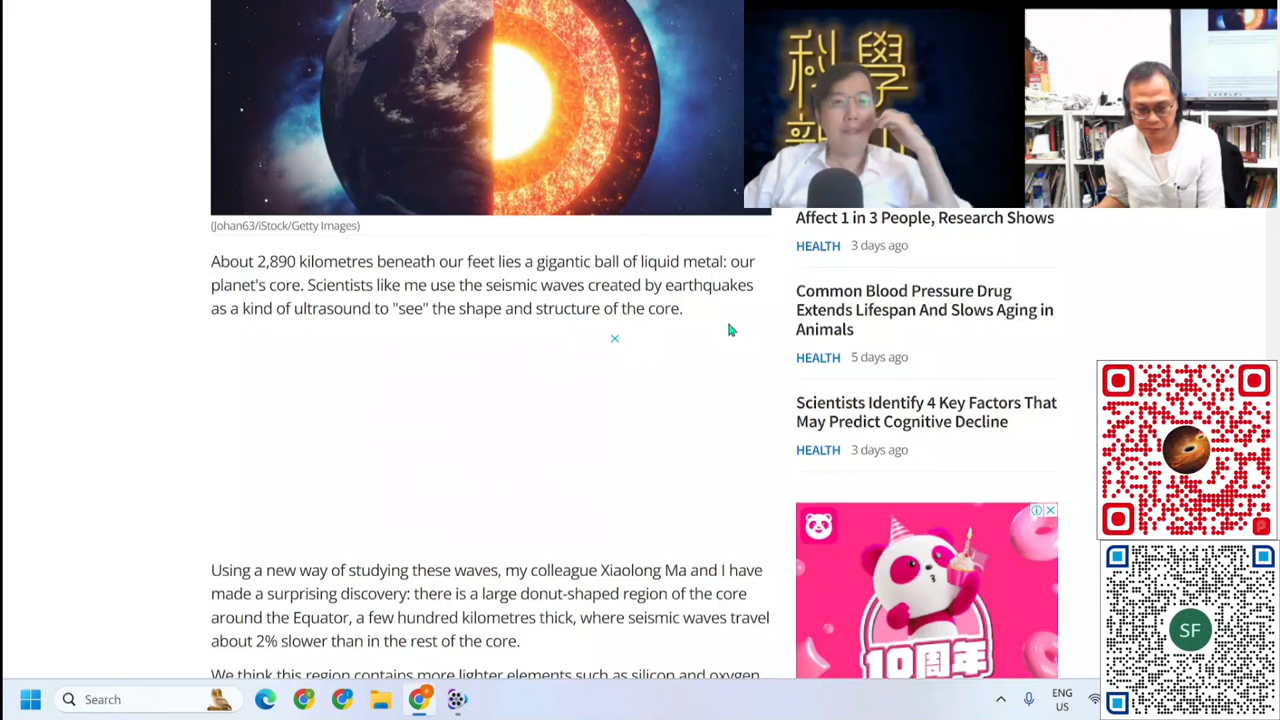 科學
(Johan63/iStock/Getty Images)
About 2,890 kilometres beneath our feet lies a gigantic ball of liquid metal: our
planet's core. Scientists like me use the seismic waves created by earthquakes
as a kind of ultrasound to "see" the shape and structure of the core.
Using a new way of studying these waves, my colleague Xiaolong Ma and I have
made a surprising discovery: there is a large donut-shaped region of the core
around the Equator, a few hundred kilometres thick, where seismic waves travel
about 2% slower than in the rest of the core.
We think this region contains more lighter elements such as silicon and oxygen,
Affect 1 in 3 People, Research Shows
HEALTH 3 days ago
Common Blood Pressure Drug
Extends Lifespan And Slows Aging in
Animals
HEALTH 5 days ago
Scientists Identify 4 Key Factors That
May Predict Cognitive Decline
HEALTH 3 days ago
10周年
SF
Search
ENG
US